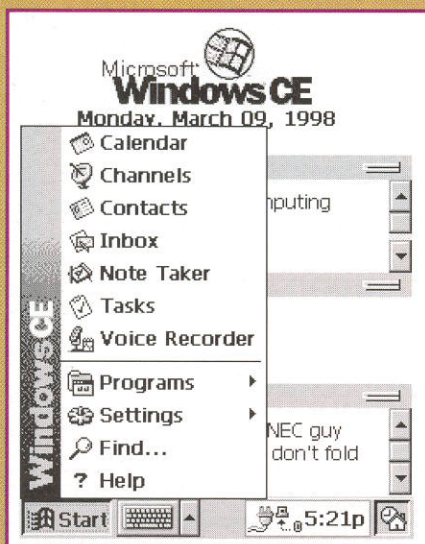 Microsoft
Windows CE
Monday, March 09, 1998
Calendar
Channels
Contacts
Inbox
Note Taker
Tasks
Voice Recorder
Programs
Settings
Find...
? Help
Windows CE
NEC guy
don't fold
Start
5:21p